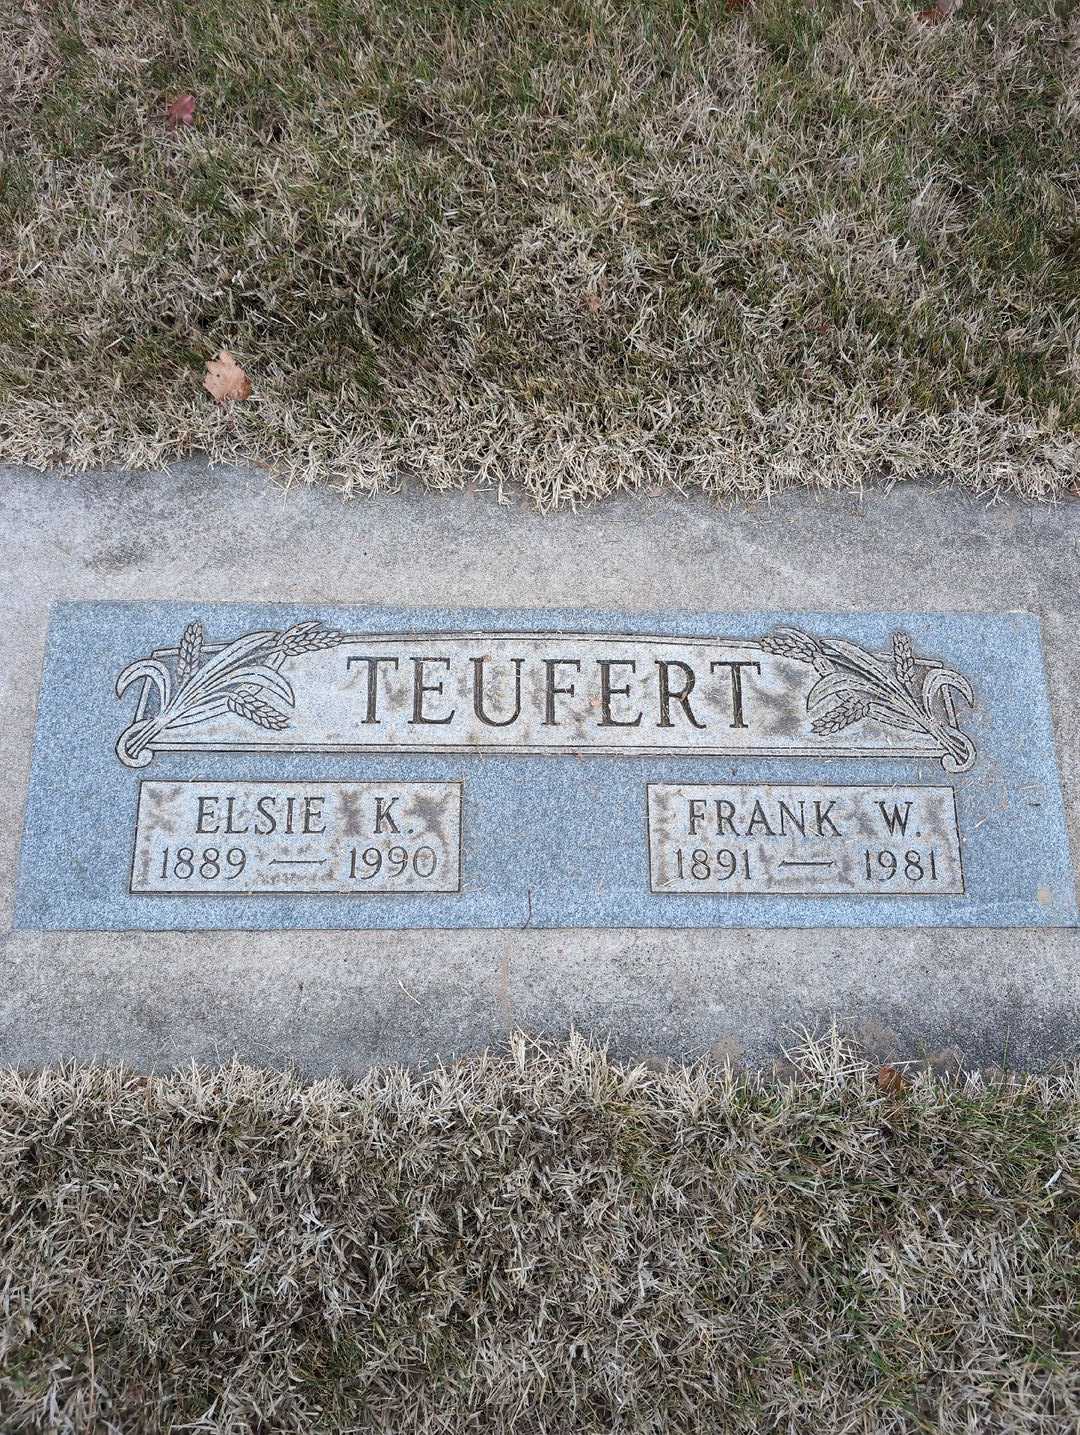 TEUFERT
ELSIE K.
1889 — 1990
FRANK W.
1891 — 1981